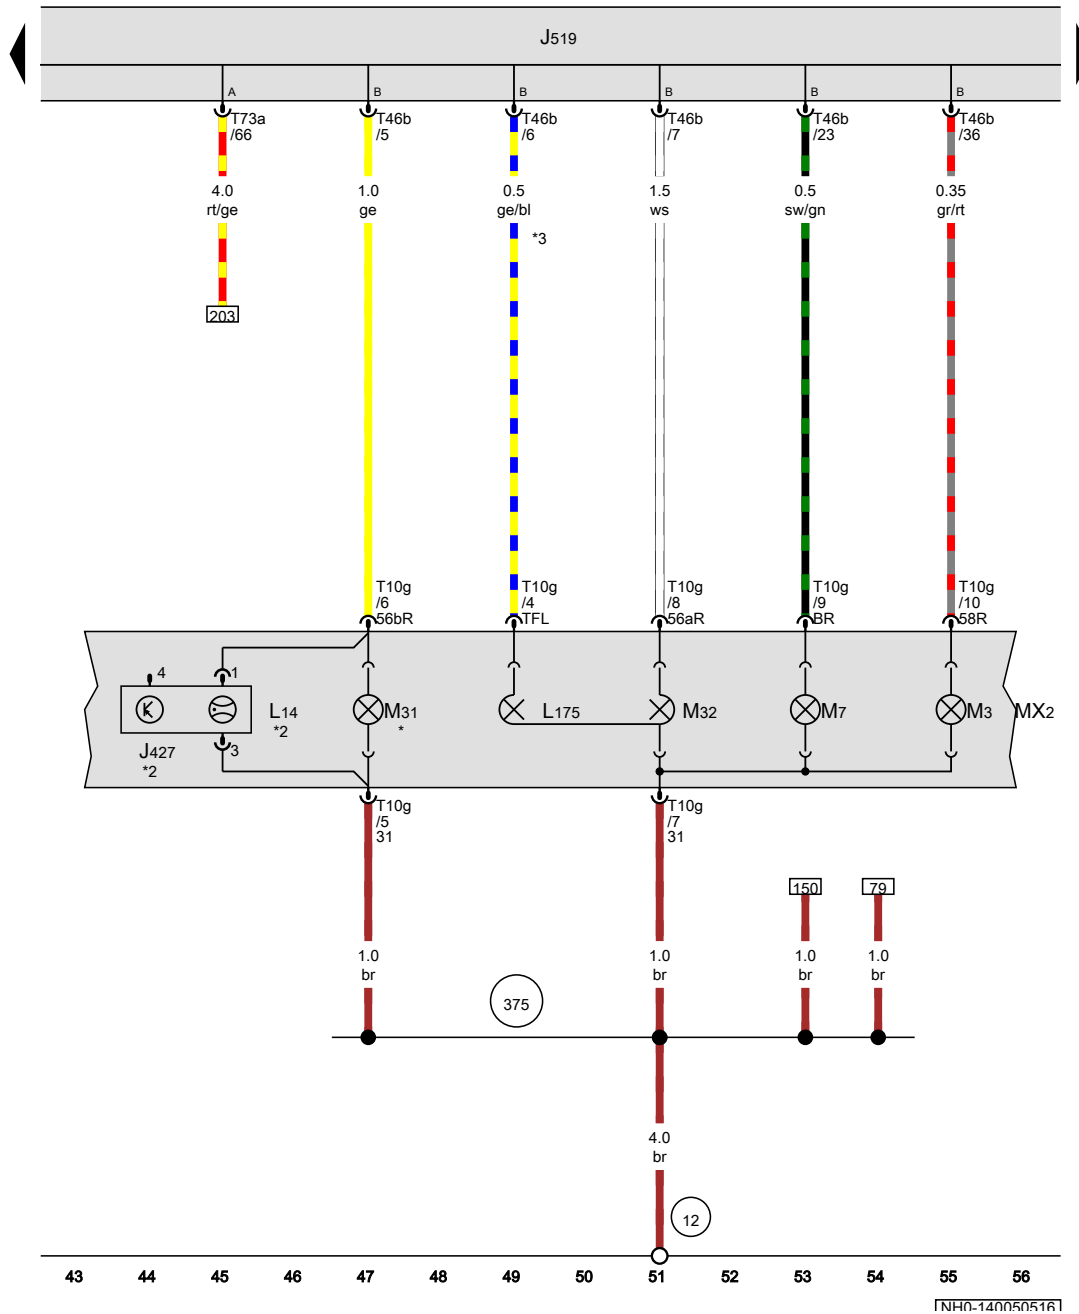 J519
A
B
B
B
B
B
T73a
/66
T46b
/5
T46b
/6
T46b
/7
T46b
/23
T46b
/36
4.0
rt/ge
1.0
ge
0.5
ge/bl
1.5
ws
0.5
sw/gn
0.35
gr/rt
*3
203
T10g
/6
56bR
T10g
/4
TFL
T10g
/8
56aR
T10g
/9
BR
T10g
/10
58R
4
1
L14
*2
M31
*
L175
M32
M7
M3
MX2
J427
*2
3
T10g
/5
31
T10g
/7
31
150
79
1.0
br
1.0
br
1.0
br
1.0
br
375
4.0
br
12
43 44 45 46 47 48 49 50 51 52 53 54 55 56
NH0-140050516